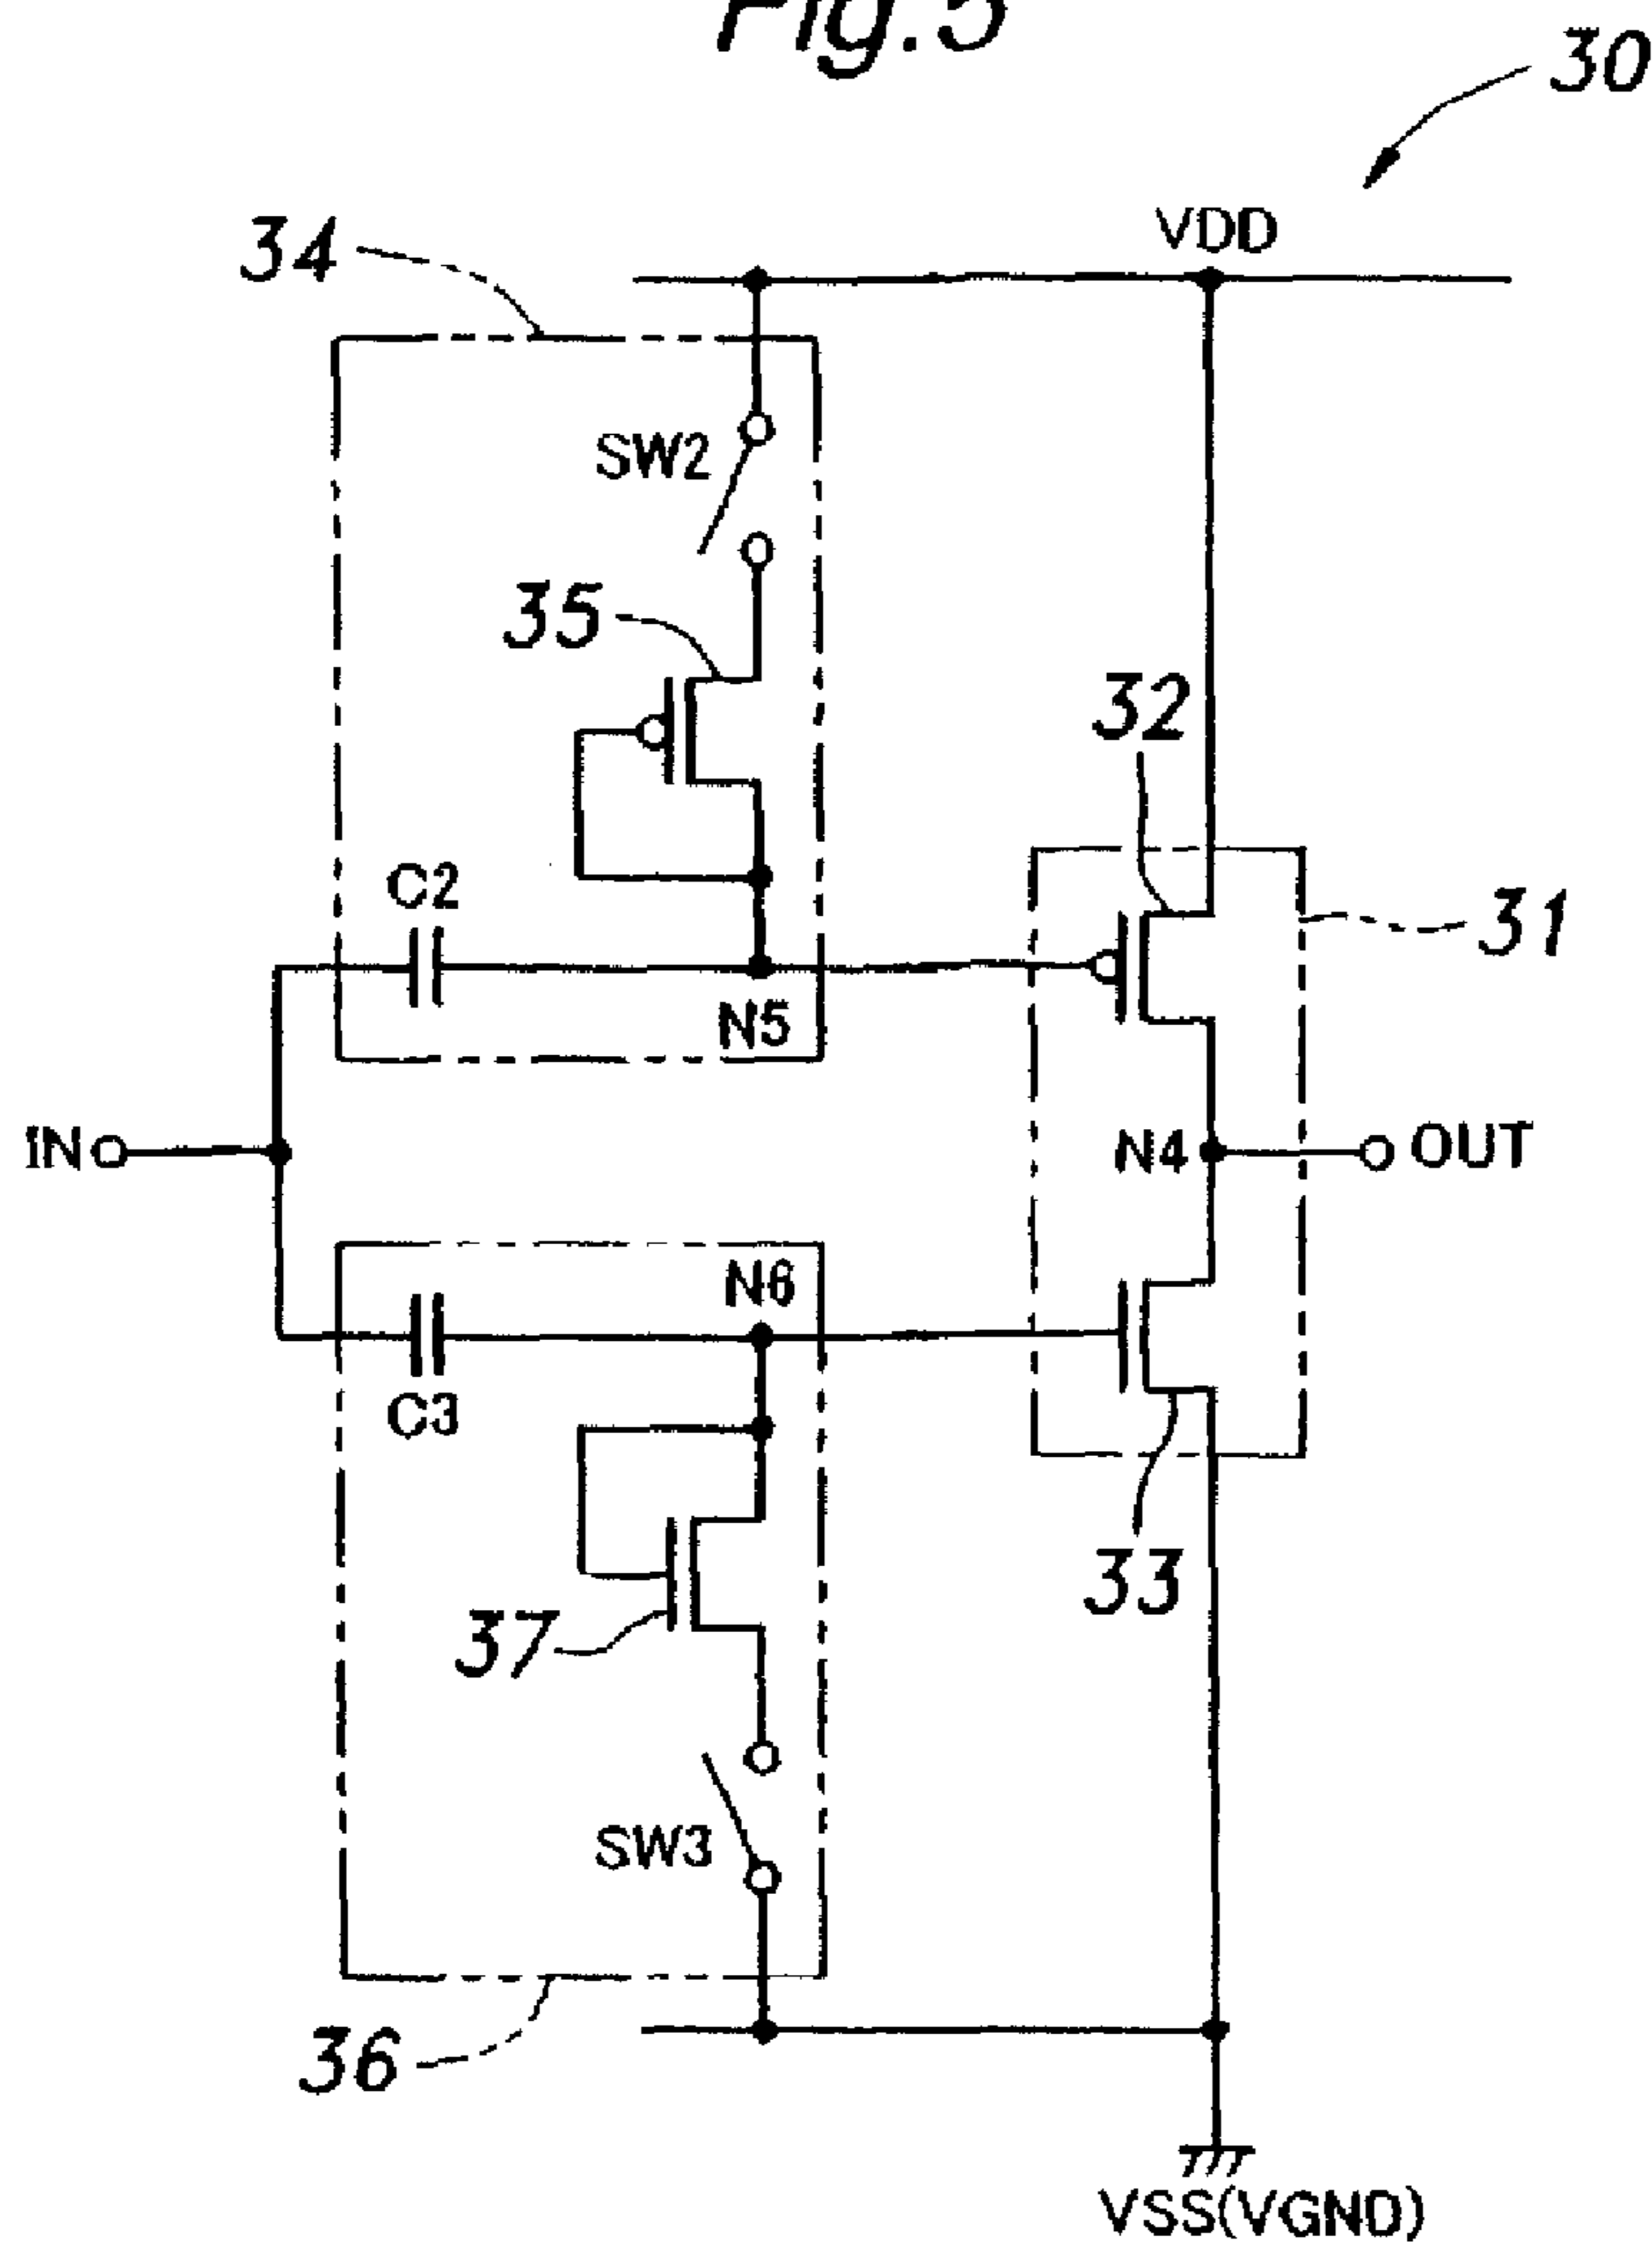 Fig.5
30
VDD
34
SW2
35
32
C2
31
N5
IN
N4
OUT
N6
C3
33
37
SW3
36
VSS(VGND)